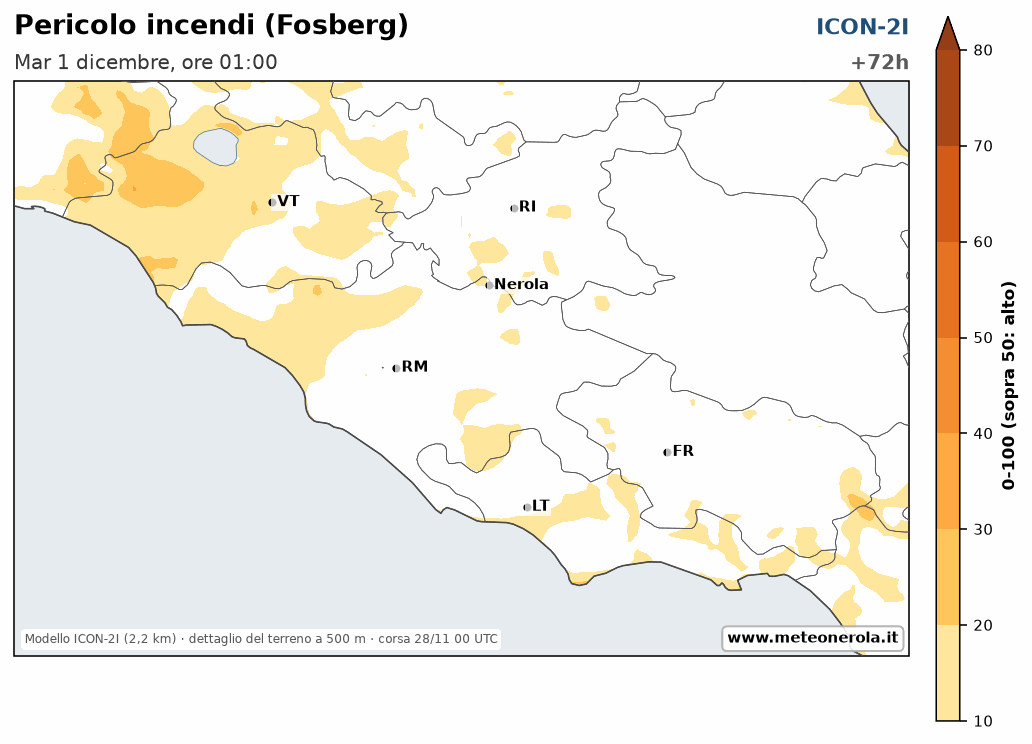 Pericolo incendi (Fosberg)
ICON-2I
Mar 1 dicembre, ore 01:00
+72h
80
70
60
50
40
30
20
10
0-100 (sopra 50: alto)
VT
RI
Nerola
RM
FR
LT
Modello ICON-2I (2,2 km) · dettaglio del terreno a 500 m · corsa 28/11 00 UTC
www.meteonerola.it